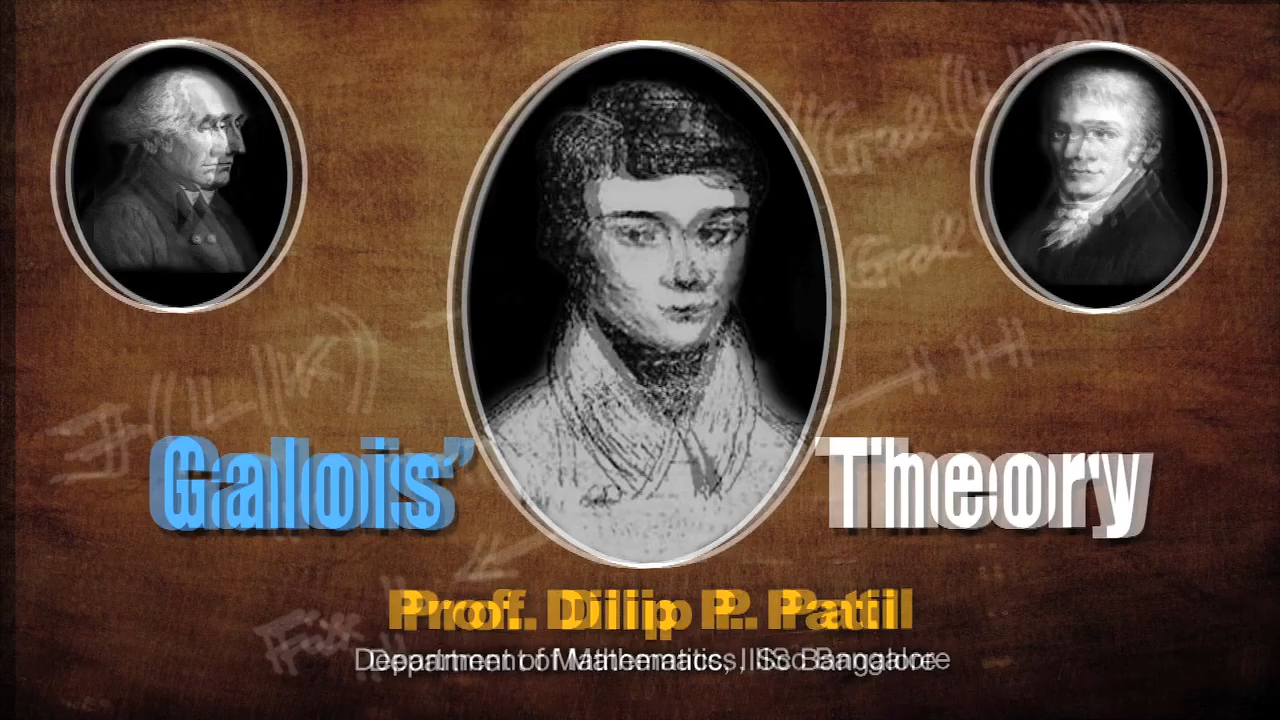 Galois' Theory
Prof. Dilip P. Patil
Department of Mathematics, IISc Bangalore